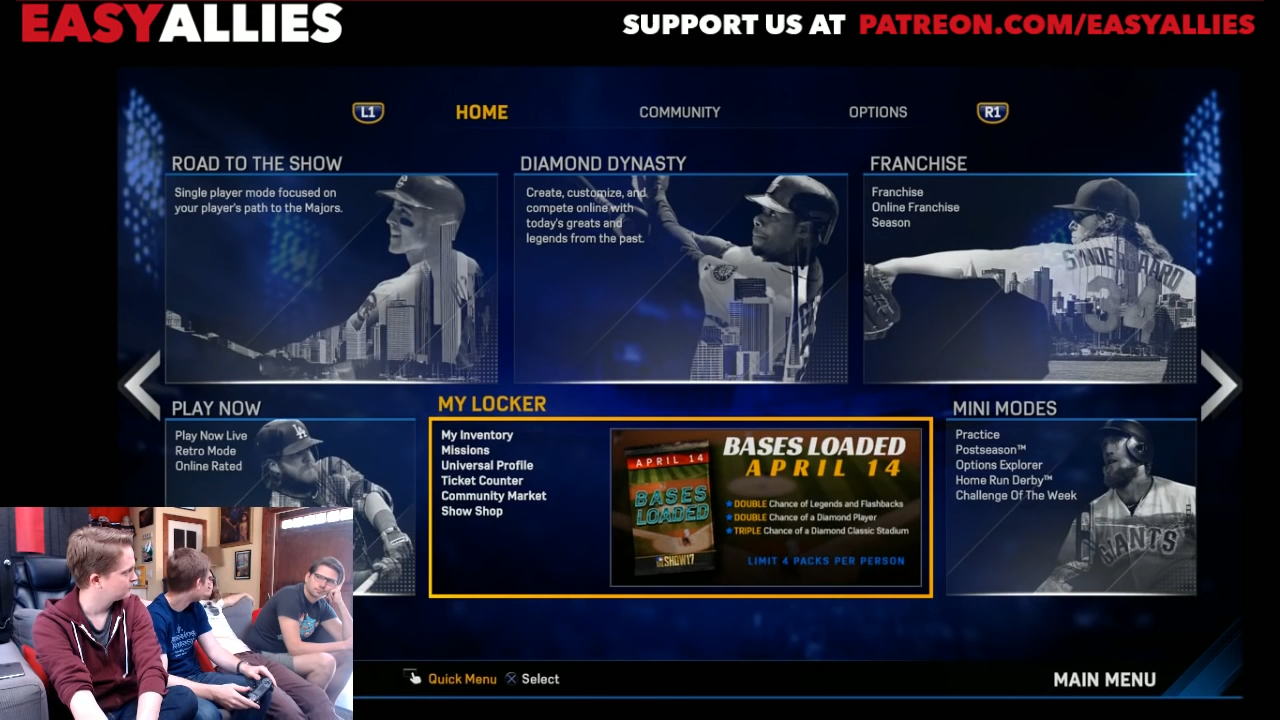 EASYALLIES
SUPPORT US AT PATREON.COM/EASYALLIES
L1
HOME
COMMUNITY
OPTIONS
R1
ROAD TO THE SHOW
Single player mode focused on
your player's path to the Majors.
DIAMOND DYNASTY
Create, customize, and
compete online with
today's greats and
legends from the past.
FRANCHISE
Franchise
Online Franchise
Season
SYNDERGAARD
34
PLAY NOW
Play Now Live
Retro Mode
Online Rated
LA
MY LOCKER
My Inventory
Missions
Universal Profile
Ticket Counter
Community Market
Show Shop
APRIL 14
BASES
LOADED
THE SHOW17
BASES LOADED
APRIL 14
★DOUBLE Chance of Legends and Flashbacks
★DOUBLE Chance of a Diamond Player
★TRIPLE Chance of a Diamond Classic Stadium
LIMIT 4 PACKS PER PERSON
MINI MODES
Practice
Postseason™
Options Explorer
Home Run Derby™
Challenge Of The Week
GIANTS
Quick Menu
Select
MAIN MENU